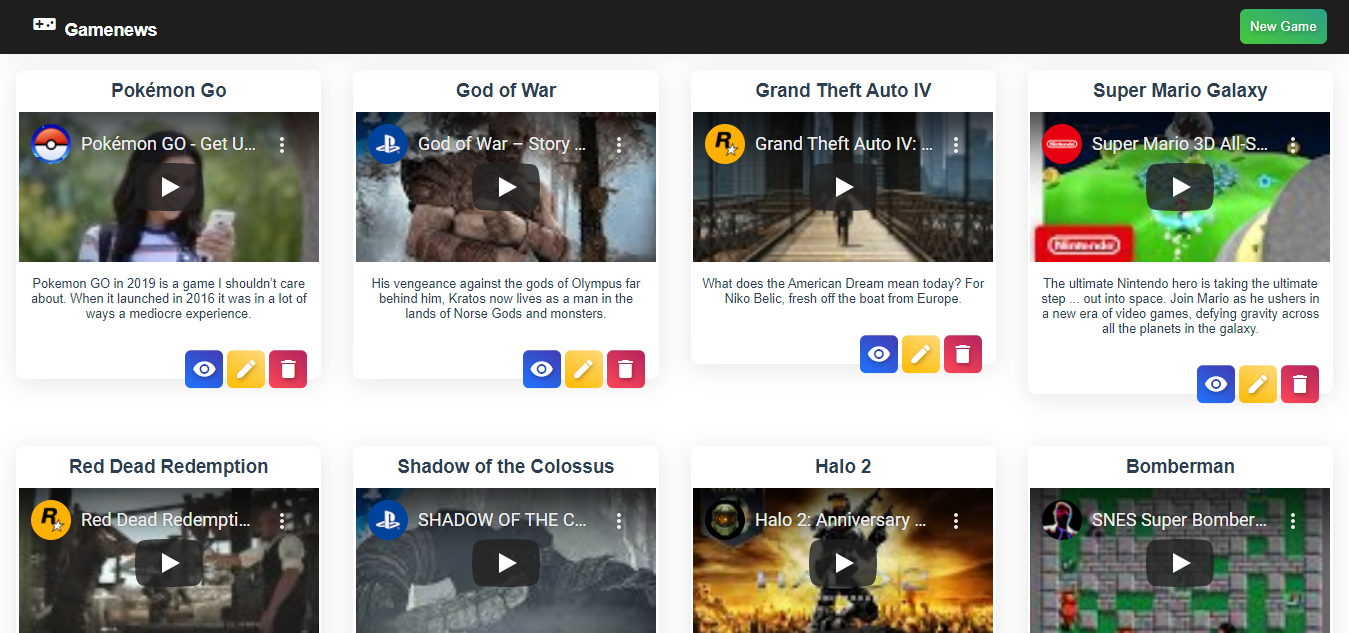 Gamenews
New Game
Pokémon Go
God of War
Grand Theft Auto IV
Super Mario Galaxy
Pokémon GO - Get U...
God of War – Story ...
Grand Theft Auto IV: ...
Super Mario 3D All-S...
Nintendo
Nintendo
Pokemon GO in 2019 is a game I shouldn't care
about. When it launched in 2016 it was in a lot of
ways a mediocre experience.
His vengeance against the gods of Olympus far
behind him, Kratos now lives as a man in the
lands of Norse Gods and monsters.
What does the American Dream mean today? For
Niko Belic, fresh off the boat from Europe.
The ultimate Nintendo hero is taking the ultimate
step ... out into space. Join Mario as he ushers in
a new era of video games, defying gravity across
all the planets in the galaxy.
Red Dead Redemption
Shadow of the Colossus
Halo 2
Bomberman
Red Dead Redempti...
SHADOW OF THE C...
Halo 2: Anniversary ...
SNES Super Bomber...
HALO 2